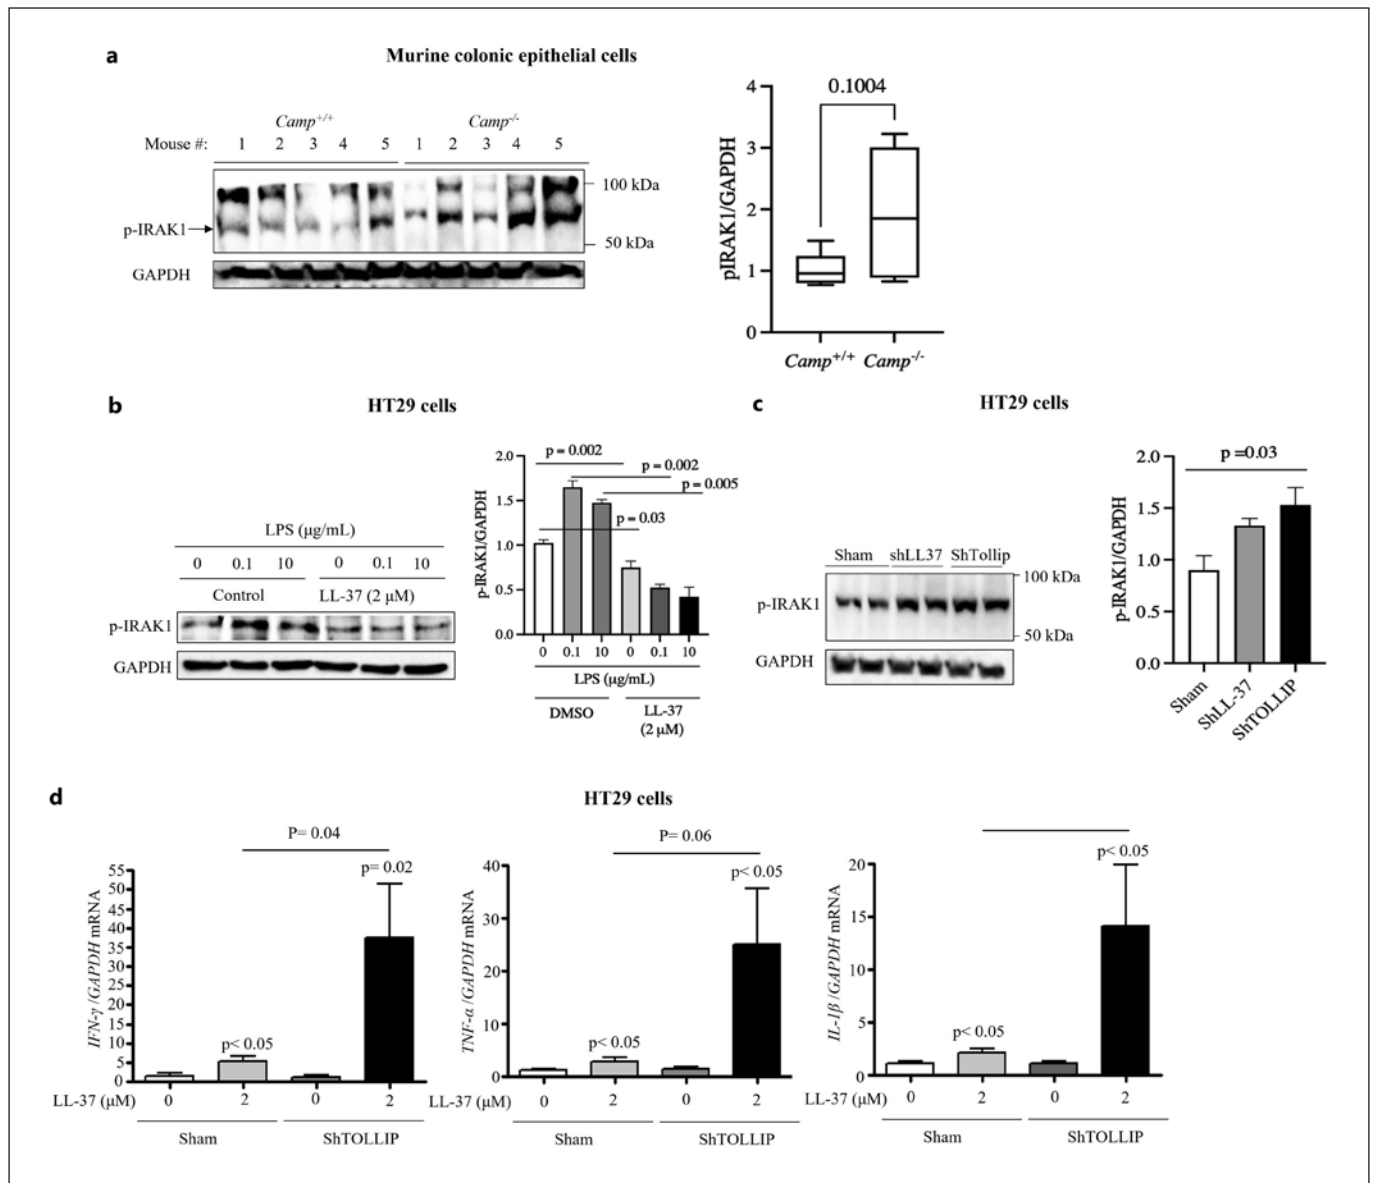 a
Murine colonic epithelial cells
Camp+/+ Camp-/-
Mouse #: 1 2 3 4 5 1 2 3 4 5
100 kDa
p-IRAK1
50 kDa
GAPDH
0.1004
pIRAK1/GAPDH
4
3
2
1
0
Camp+/+ Camp-/-
b
HT29 cells
LPS (µg/mL)
0 0.1 10 0 0.1 10
Control LL-37 (2 µM)
p-IRAK1
GAPDH
p = 0.002
p = 0.002
p = 0.005
p = 0.03
p-IRAK1/GAPDH
2.0
1.5
1.0
0.5
0.0
0 0.1 10 0 0.1 10
LPS (µg/mL)
DMSO LL-37
(2 µM)
c
HT29 cells
Sham shLL37 ShTollip
100 kDa
p-IRAK1
50 kDa
GAPDH
p =0.03
p-IRAK1/GAPDH
2.0
1.5
1.0
0.5
0.0
Sham
ShLL-37
ShTOLLIP
d
HT29 cells
P= 0.04
p= 0.02
p< 0.05
IFN-γ /GAPDH mRNA
55
50
45
40
35
30
25
20
15
10
5
0
LL-37 (µM) 0 2 0 2
Sham ShTOLLIP
P= 0.06
p< 0.05
p< 0.05
TNF-α /GAPDH mRNA
40
30
20
10
0
LL-37 (µM) 0 2 0 2
Sham ShTOLLIP
p< 0.05
p< 0.05
IL-1β /GAPDH mRNA
20
15
10
5
0
LL-37 (µM) 0 2 0 2
Sham ShTOLLIP